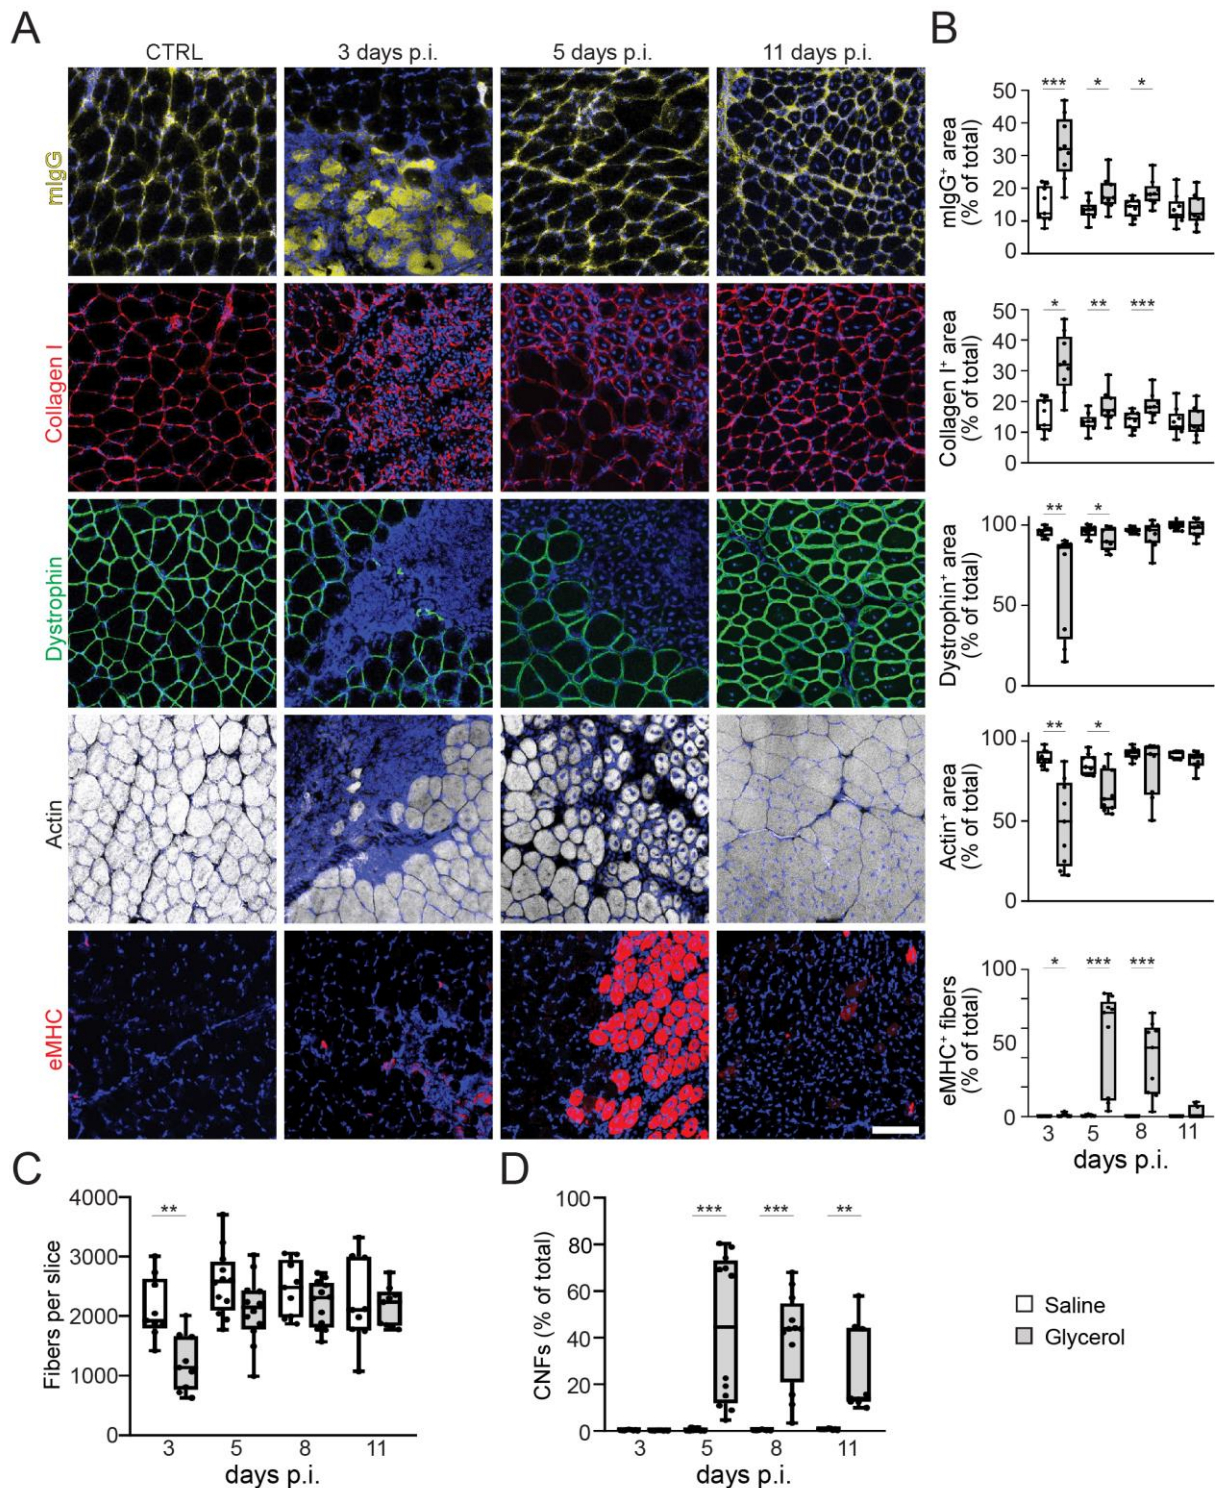 A
B
CTRL
3 days p.i.
5 days p.i.
11 days p.i.
mIgG
Collagen I
Dystrophin
Actin
eMHC
mIgG⁺ area
(% of total)
50
40
30
20
10
0
***
*
*
Collagen I⁺ area
(% of total)
50
40
30
20
10
0
*
**
***
Dystrophin⁺ area
(% of total)
100
50
0
**
*
Actin⁺ area
(% of total)
100
50
0
**
*
eMHC⁺ fibers
(% of total)
100
50
0
*
***
***
3
5
8
11
days p.i.
C
Fibers per slice
4000
3000
2000
1000
0
**
3
5
8
11
days p.i.
D
CNFs (% of total)
100
80
60
40
20
0
***
***
**
3
5
8
11
days p.i.
Saline
Glycerol